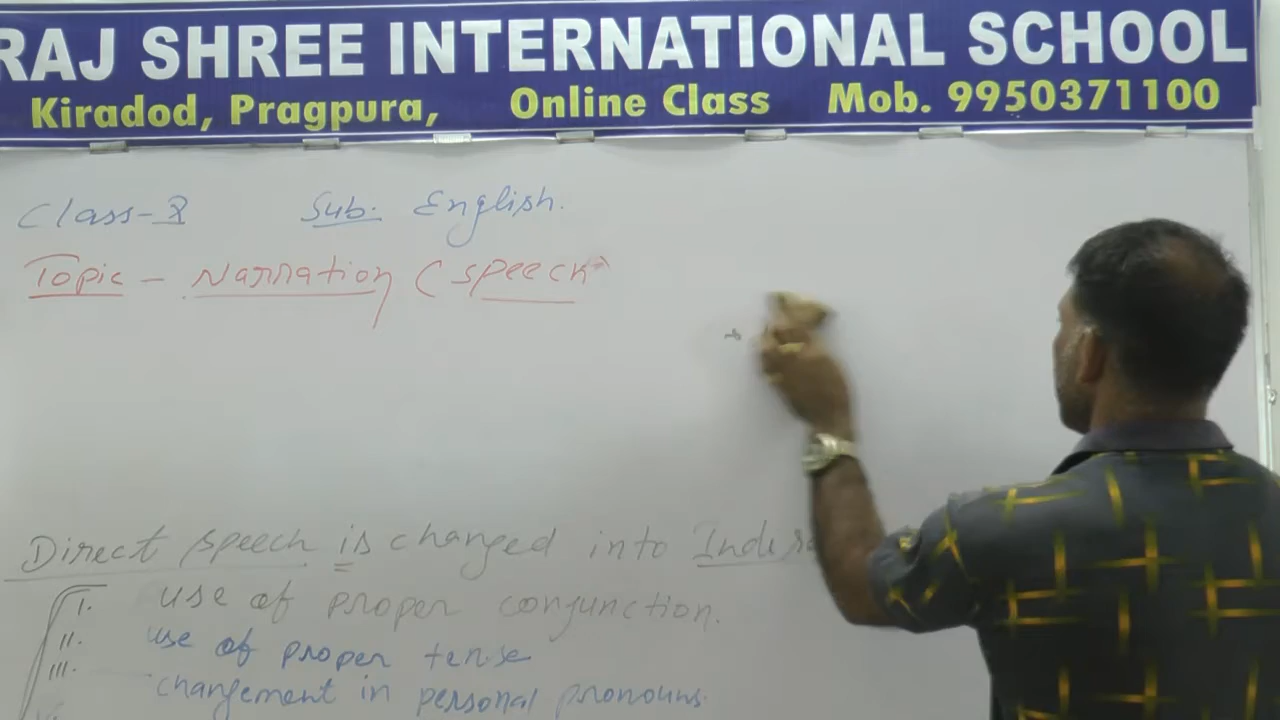 RAJ SHREE INTERNATIONAL SCHOOL
Kiradod, Pragpura, Online Class Mob. 9950371100
Class-X Sub: English.
Topic - Narration (speech)
Direct speech is changed into
I. use of proper conjunction.
II. use of proper tense
III. changement in personal pronouns.